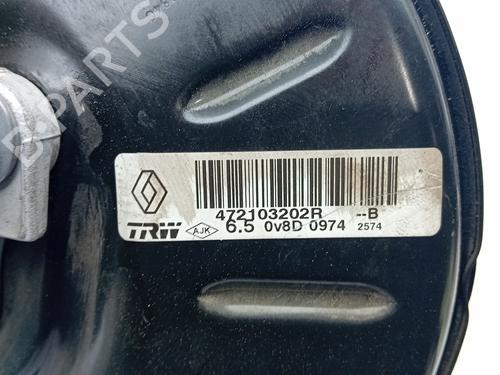 B-PARTS
472103202R --B
TRW AJK 6.5 0v8D 0974 2574